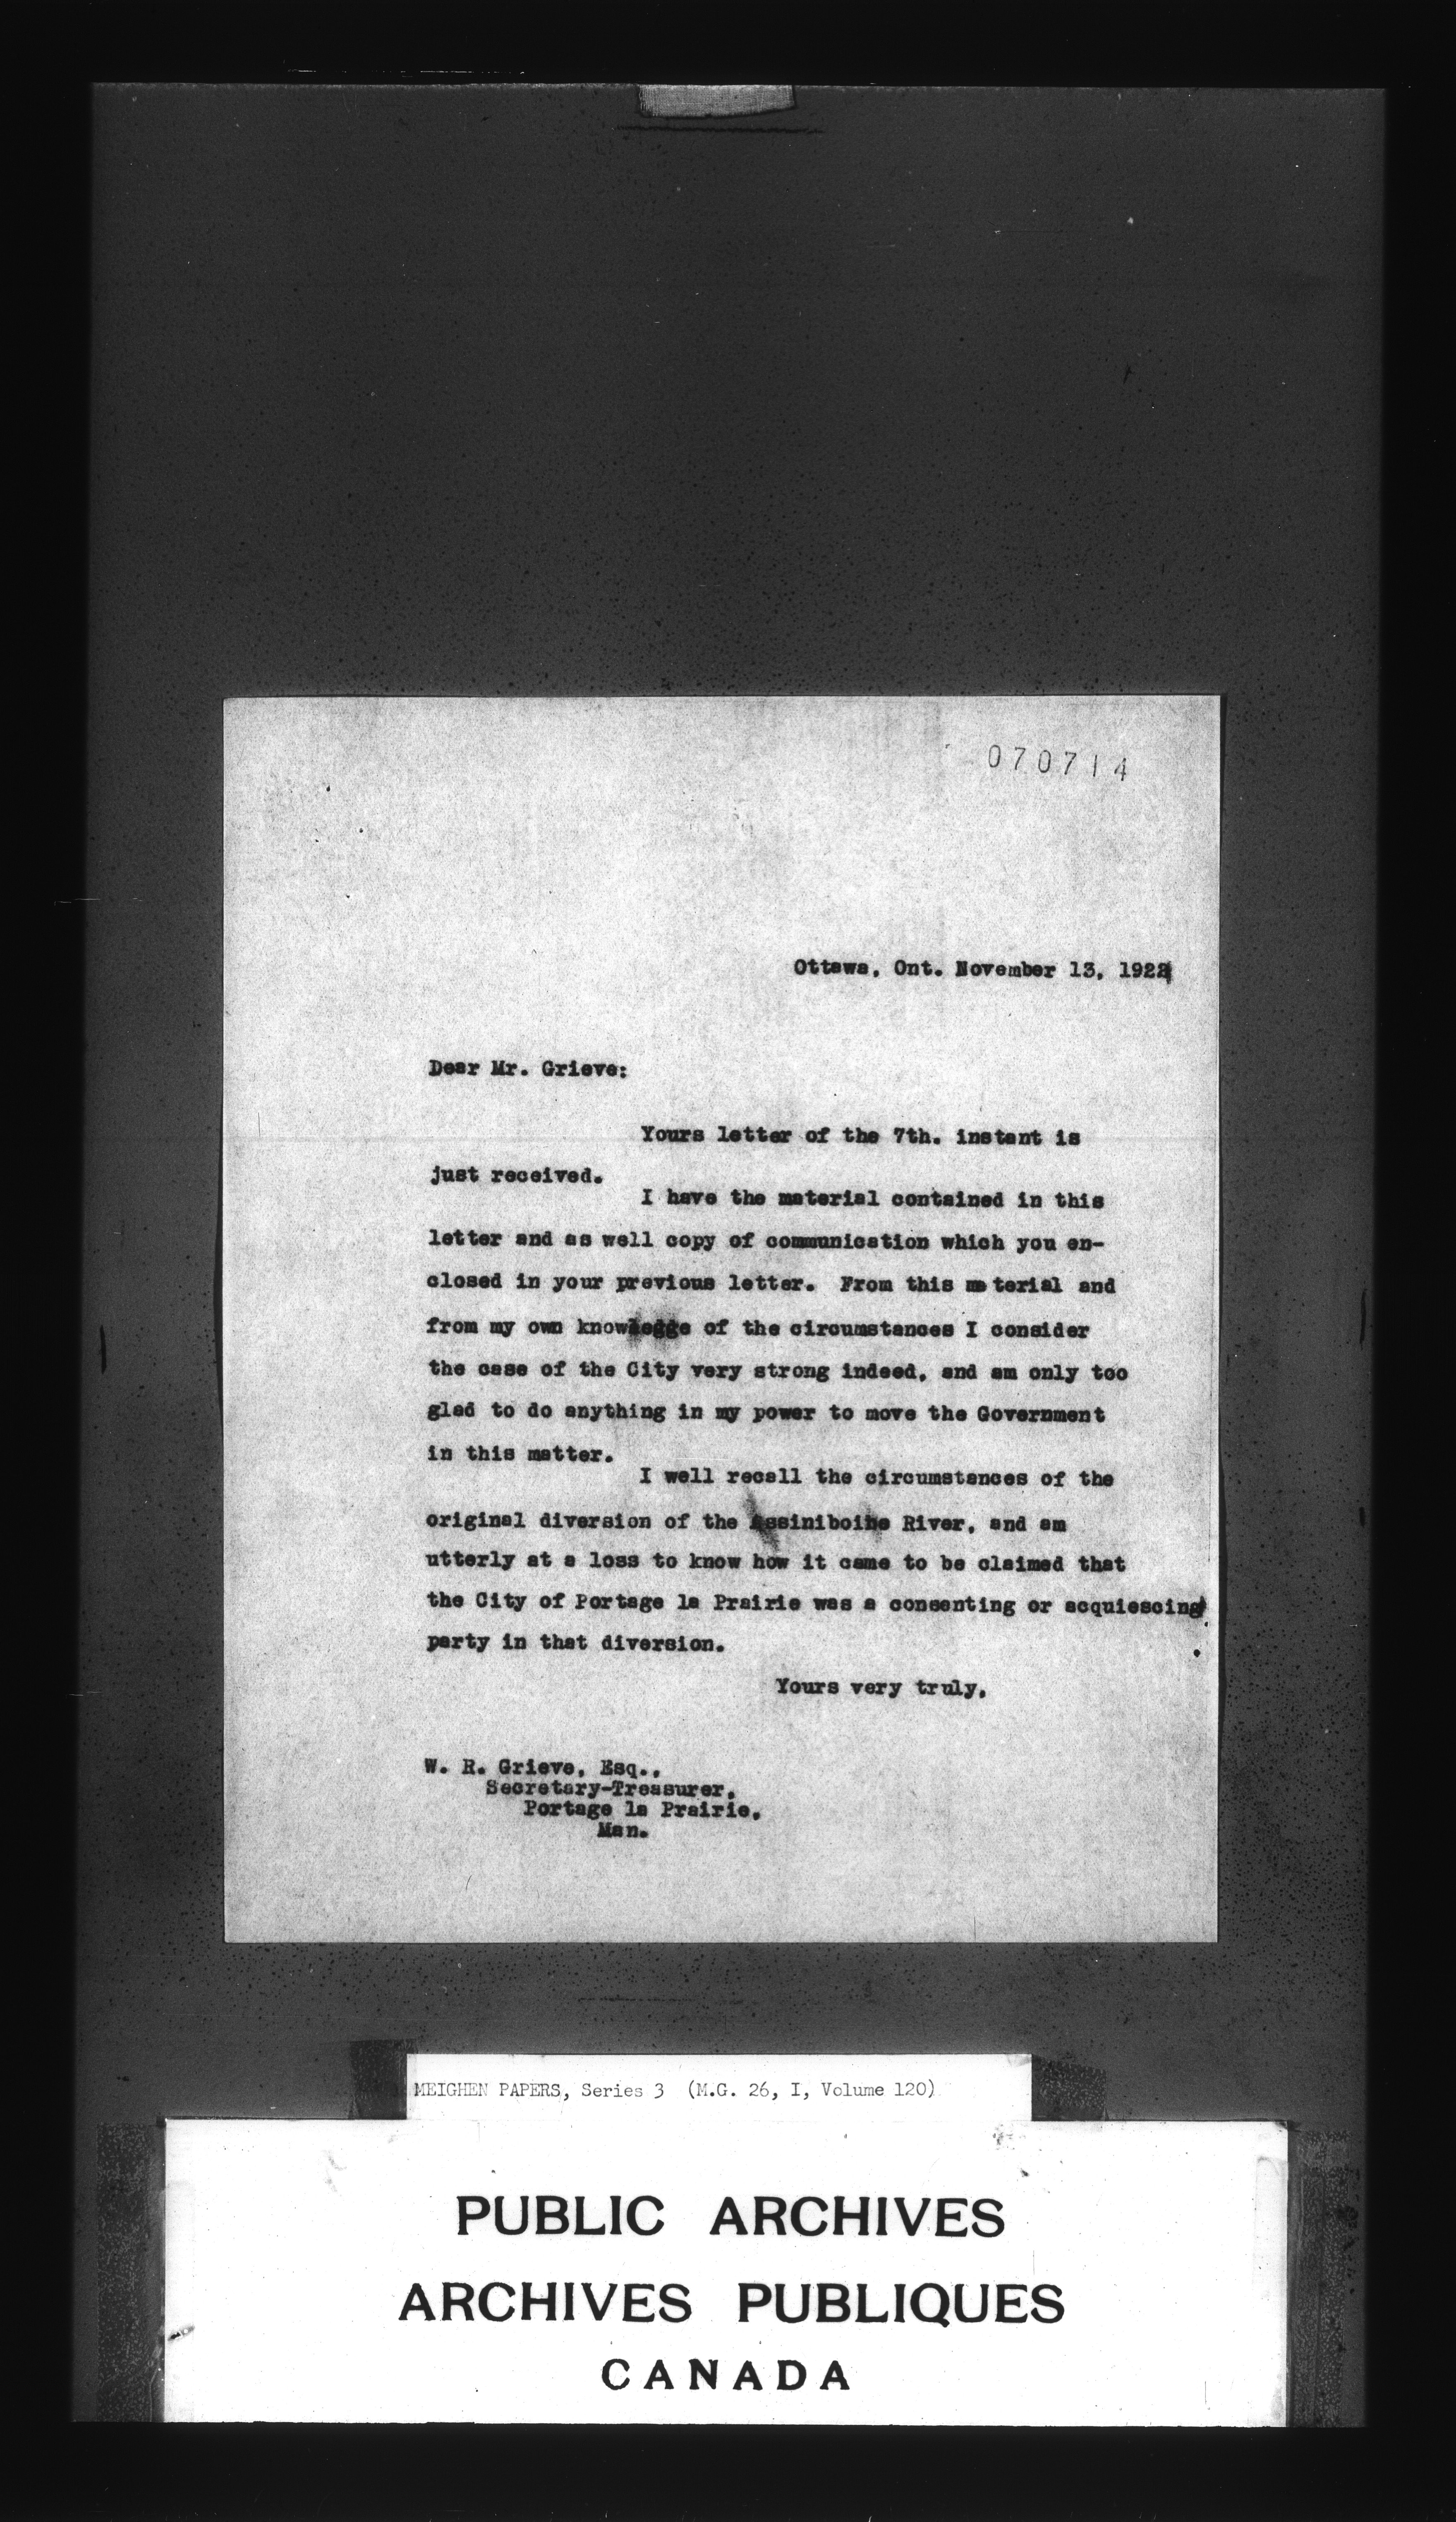 070714
Ottawa, Ont. November 13, 1922
Dear Mr. Grieve:
Yours letter of the 7th. instant is
just received.
I have the material contained in this
letter and as well copy of communication which you en-
closed in your previous letter. From this material and
from my own knowledge of the circumstances I consider
the case of the City very strong indeed, and am only too
glad to do anything in my power to move the Government
in this matter.
I well recall the circumstances of the
original diversion of the Assiniboine River, and am
utterly at a loss to know how it came to be claimed that
the City of Portage la Prairie was a consenting or acquiescing
party in that diversion.
Yours very truly,
W. R. Grieve, Esq.,
Secretary-Treasurer,
Portage la Prairie,
Man.
MEIGHEN PAPERS, Series 3 (M.G. 26, I, Volume 120)
PUBLIC ARCHIVES
ARCHIVES PUBLIQUES
CANADA